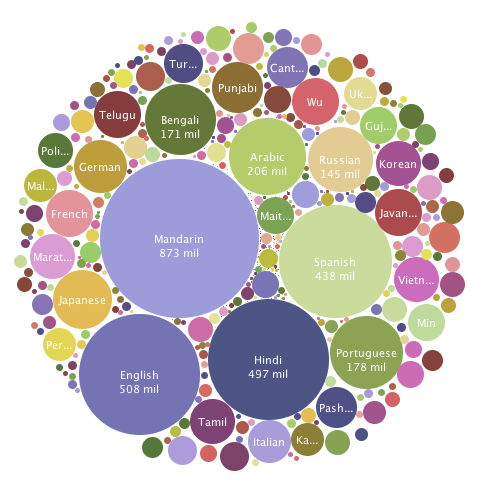 Tur...
Cant...
Punjabi
Uk...
Wu
Telugu
Bengali
171 mil
Guj...
Poli...
German
Arabic
206 mil
Russian
145 mil
Korean
Mal...
French
Mait...
Javan...
Mandarin
873 mil
Marat...
Spanish
438 mil
Vietn...
Japanese
Min
Per...
English
508 mil
Hindi
497 mil
Portuguese
178 mil
Pash...
Tamil
Italian
Ka...